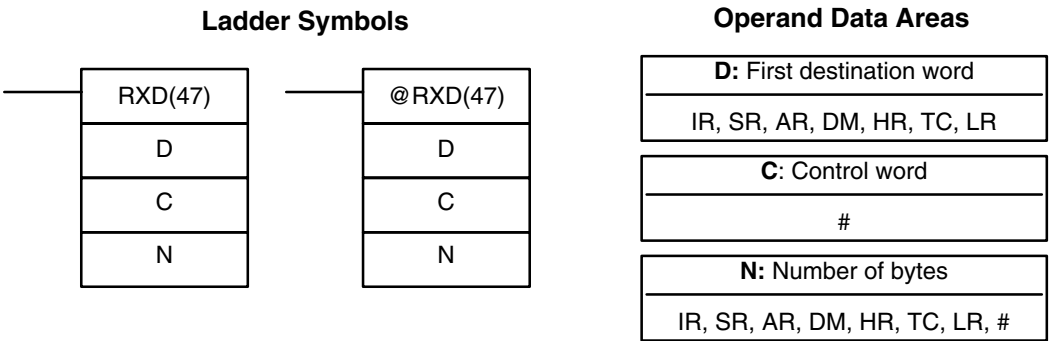 Ladder Symbols
RXD(47)
D
C
N
@RXD(47)
D
C
N
Operand Data Areas
D: First destination word
IR, SR, AR, DM, HR, TC, LR
C: Control word
#
N: Number of bytes
IR, SR, AR, DM, HR, TC, LR, #